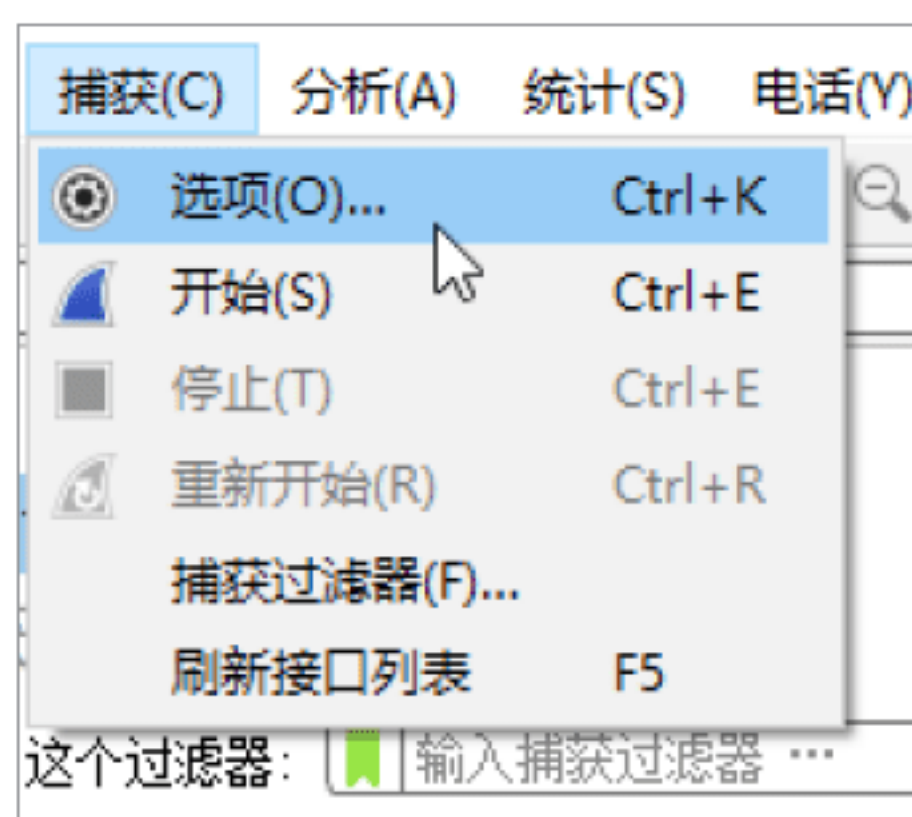 捕获(C) 分析(A) 统计(S) 电话(Y)
选项(O)... Ctrl+K
开始(S) Ctrl+E
停止(T) Ctrl+E
重新开始(R) Ctrl+R
捕获过滤器(F)...
刷新接口列表 F5
这个过滤器: 输入捕获过滤器 …